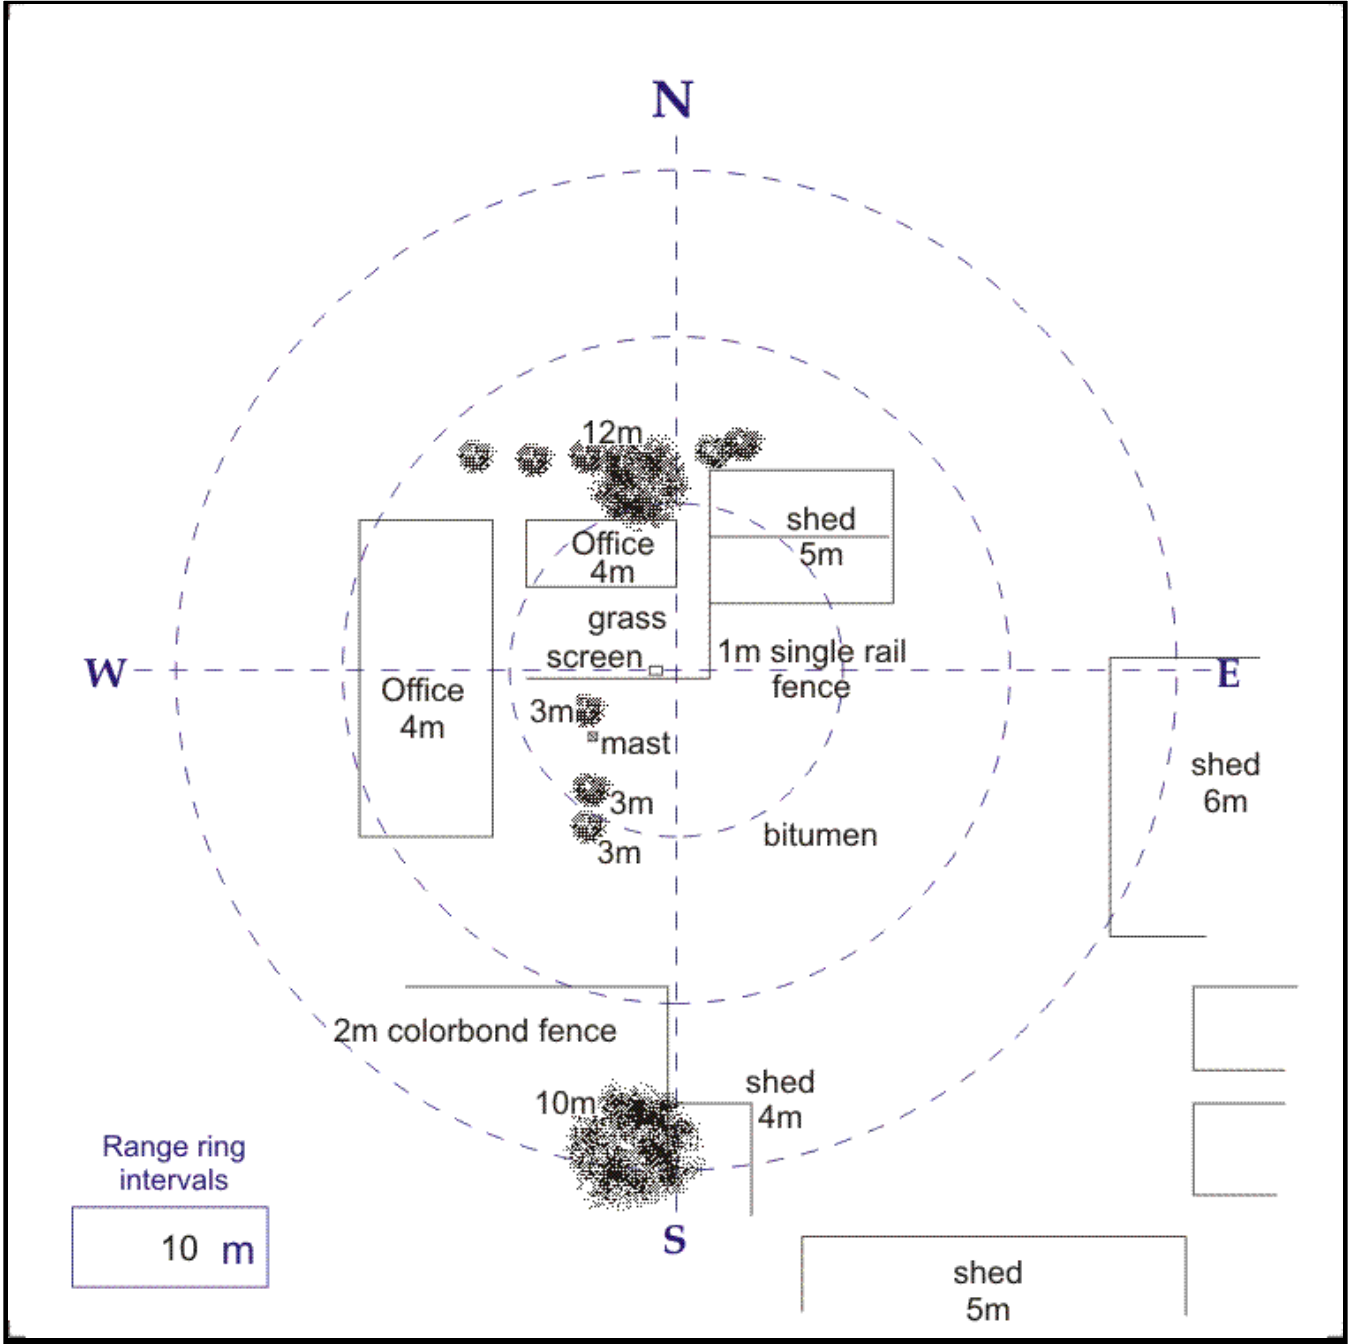 N
12m
shed
5m
Office
4m
grass
screen
1m single rail
fence
W
E
Office
4m
3m
mast
shed
6m
3m
bitumen
3m
2m colorbond fence
shed
4m
10m
Range ring
intervals
10 m
S
shed
5m